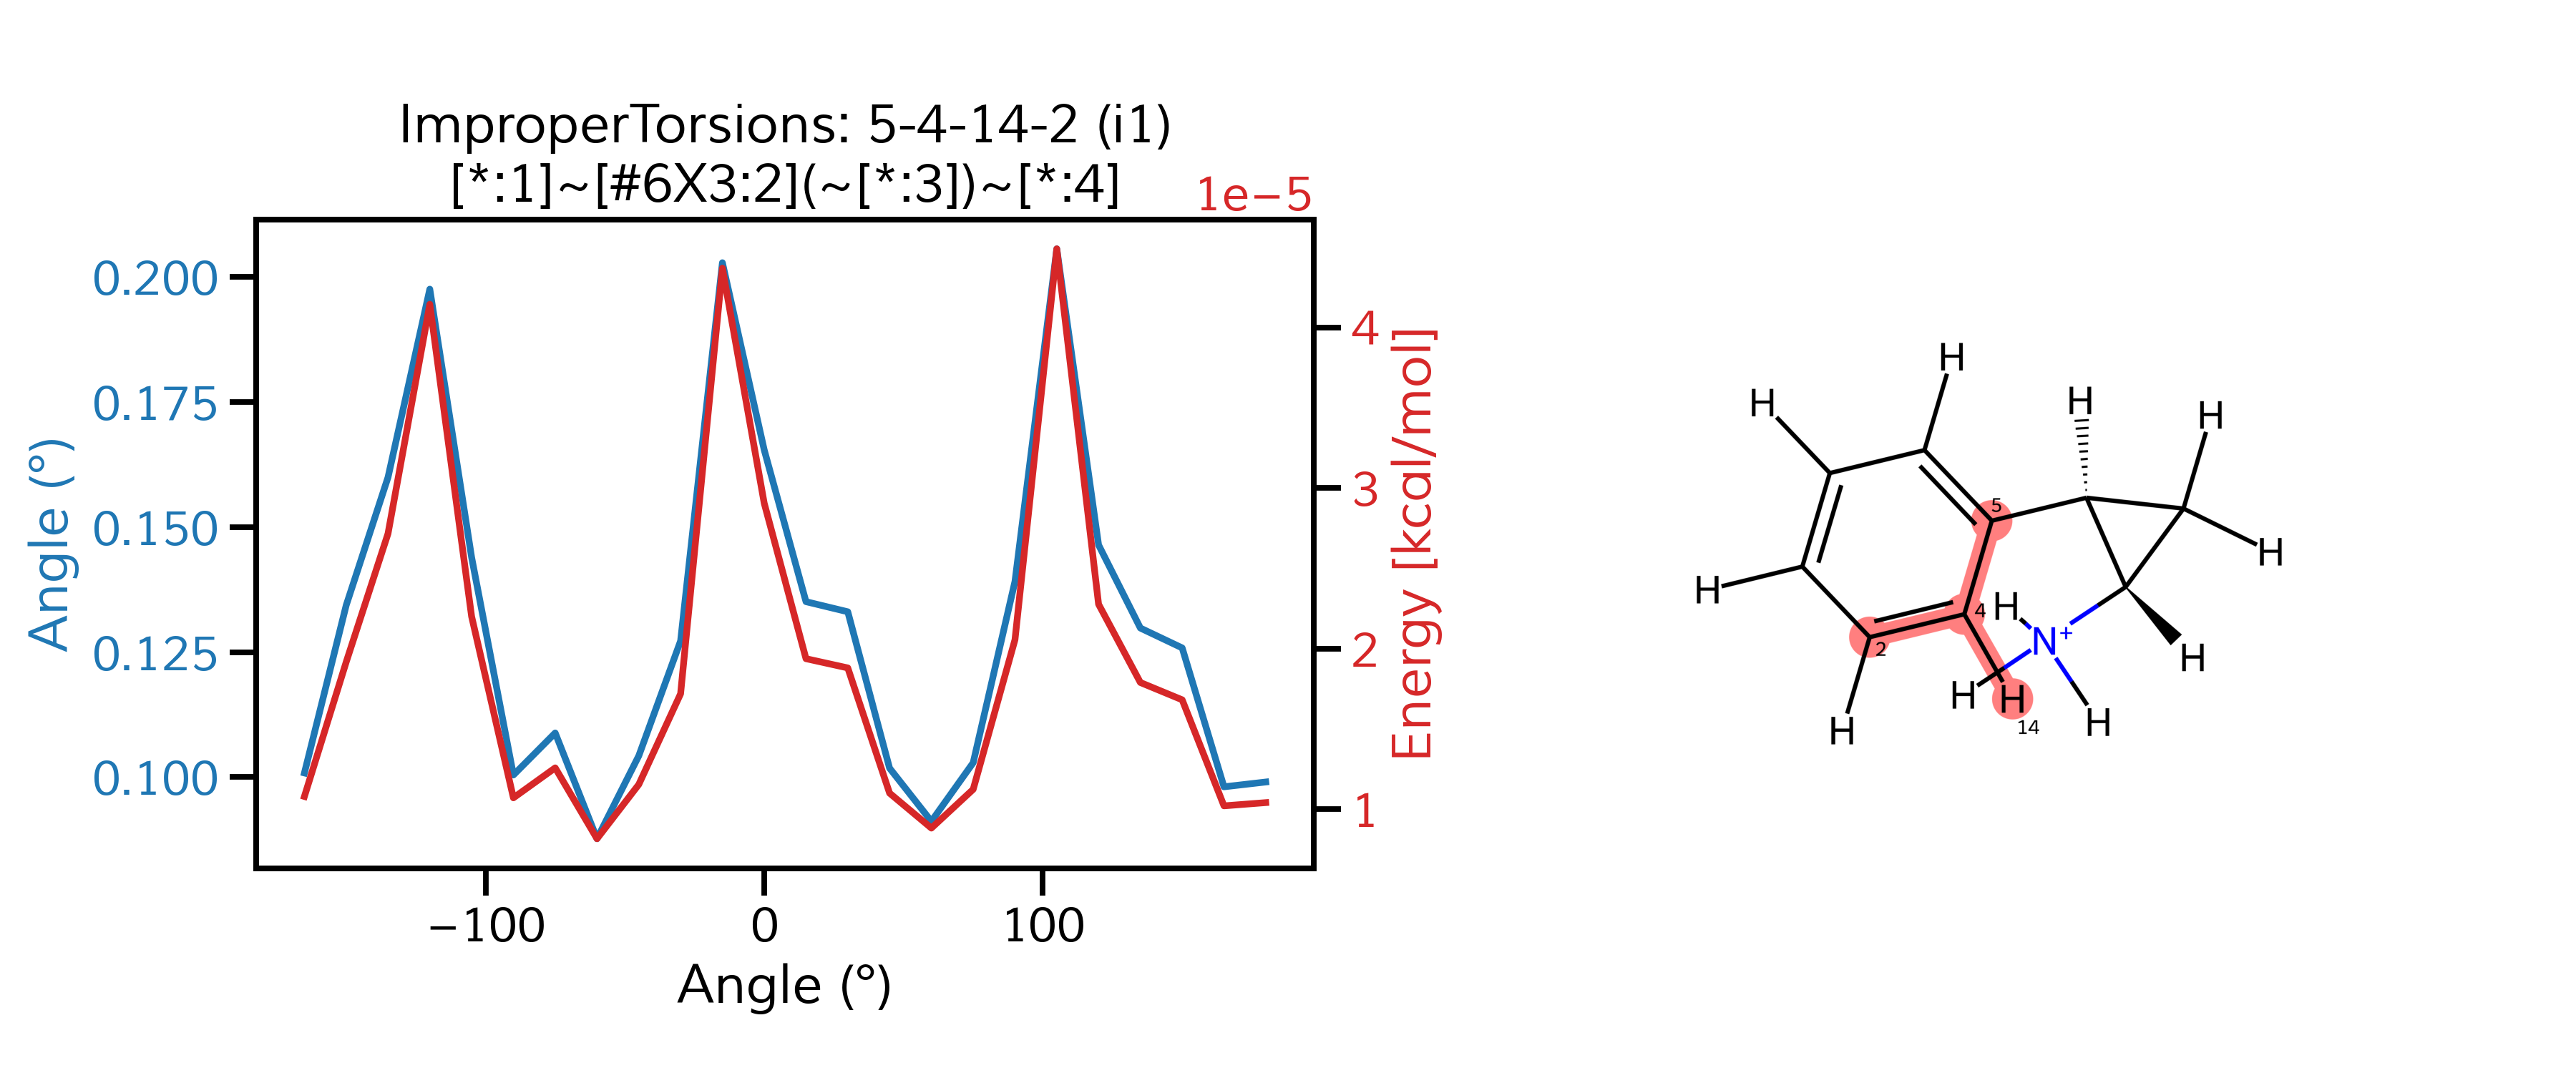 ImproperTorsions: 5-4-14-2 (i1)
[*:1]~[#6X3:2](~[*:3])~[*:4]
1e−5
Angle (°)
0.200
0.175
0.150
0.125
0.100
4
3
2
1
Energy [kcal/mol]
−100
0
100
Angle (°)
H
H
H
H
5
H
H
H
4
N+
2
H
H
H
14
H
H